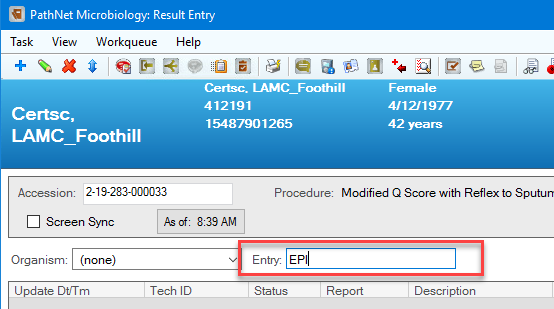 PathNet Microbiology: Result Entry
Task View Workqueue Help
Certsc, LAMC_Foothill Female
412191 4/12/1977
15487901265 42 years
Certsc,
LAMC_Foothill
Accession: 2-19-283-000033 Procedure: Modified Q Score with Reflex to Sputum
Screen Sync As of: 8:39 AM
Organism: (none) Entry: EPI
Update Dt/Tm Tech ID Status Report Description